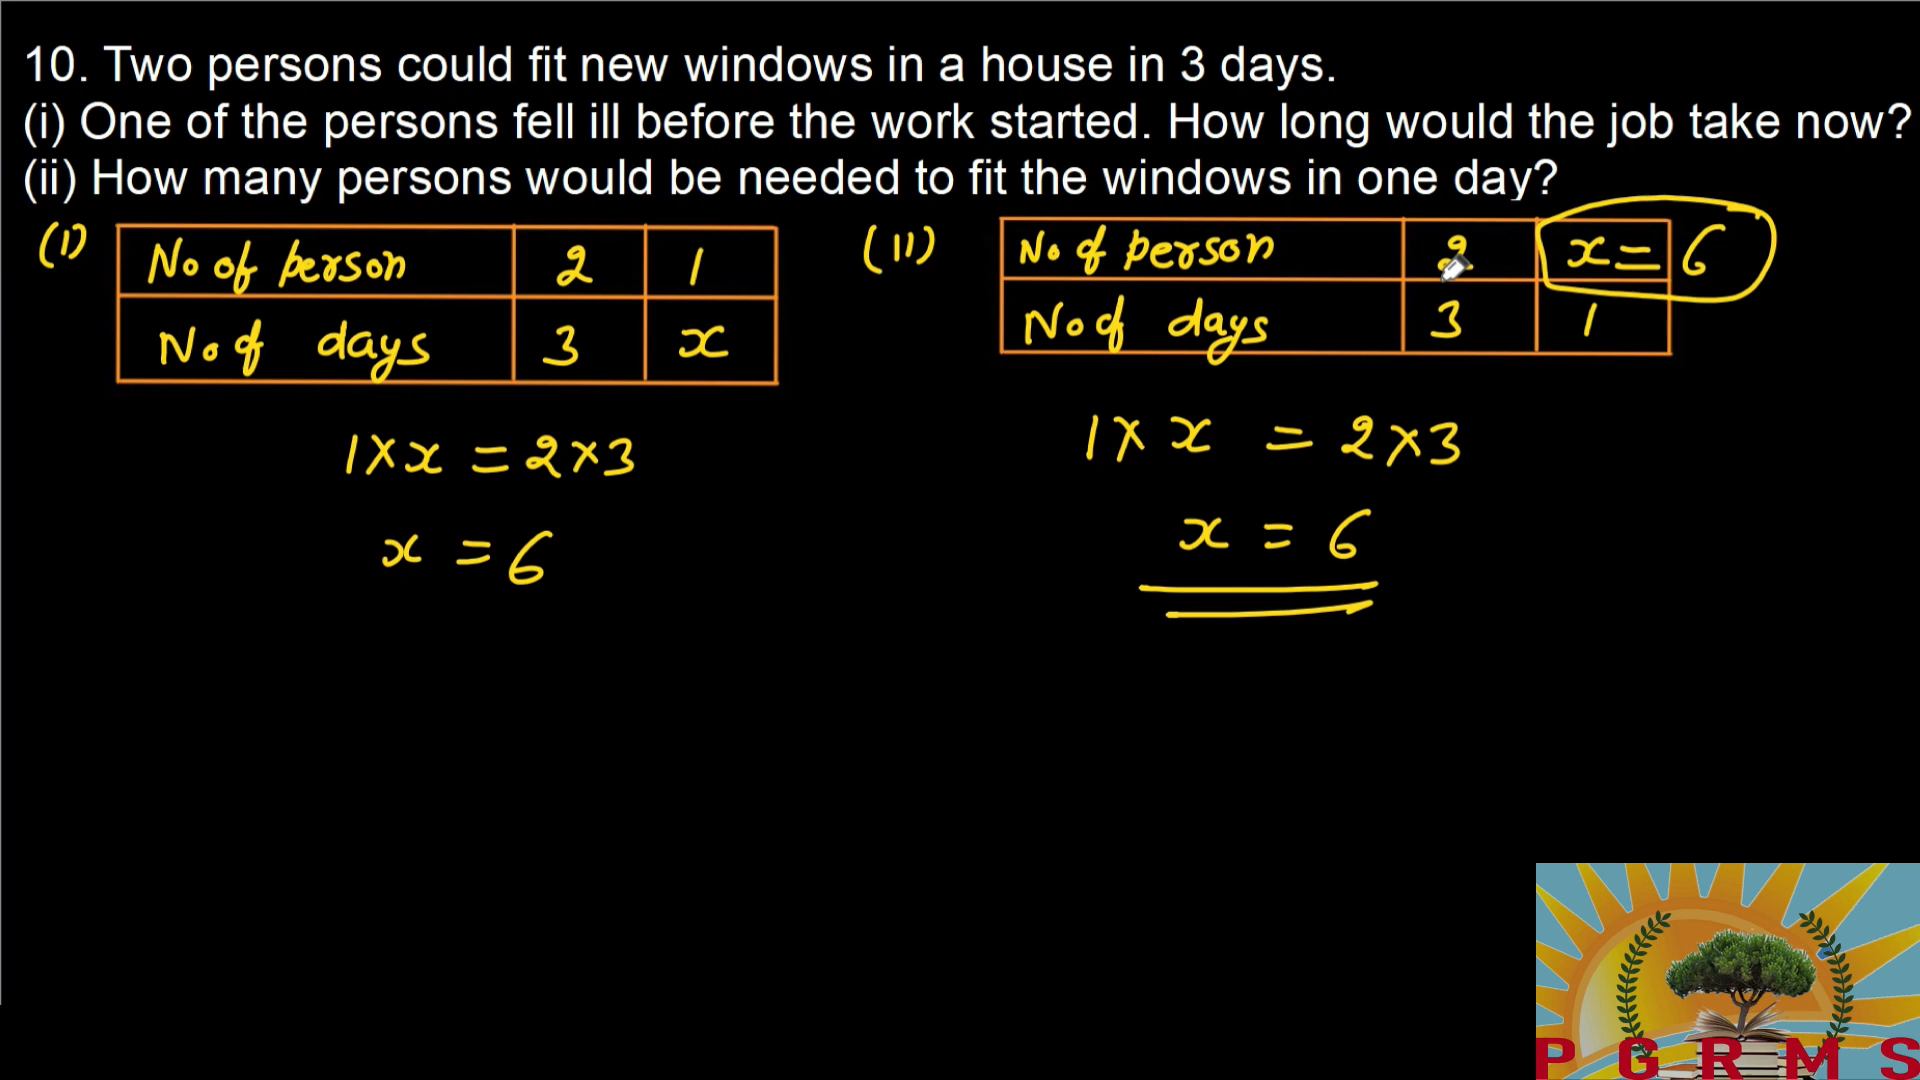 10. Two persons could fit new windows in a house in 3 days.
(i) One of the persons fell ill before the work started. How long would the job take now?
(ii) How many persons would be needed to fit the windows in one day?
(i)
No of person 2 1
No of days 3 x
1 × x = 2 × 3
x = 6
(ii)
No of person 2 x = 6
No of days 3 1
1 × x = 2 × 3
x = 6
P G R M S